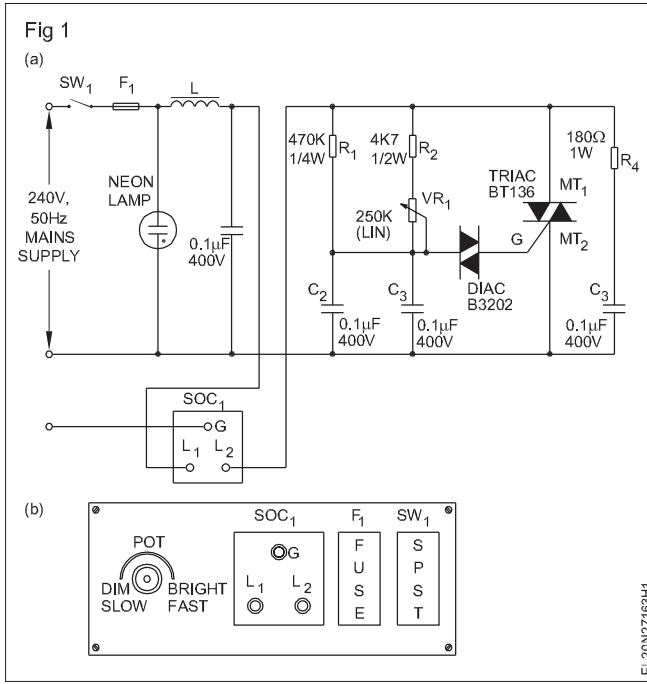 Fig 1
(a)
SW1
F1
L
240V,
50Hz
MAINS
SUPPLY
NEON
LAMP
0.1µF
400V
470K
1/4W
R1
4K7
1/2W
R2
VR1
250K
(LIN)
TRIAC
BT136
MT1
MT2
G
180Ω
1W
R4
DIAC
B3202
C2
0.1µF
400V
C3
0.1µF
400V
C3
0.1µF
400V
SOC1
G
L1
L2
(b)
POT
DIM
SLOW
BRIGHT
FAST
SOC1
G
L1
L2
F1
FUSE
SW1
SPST
EL20N27163H1